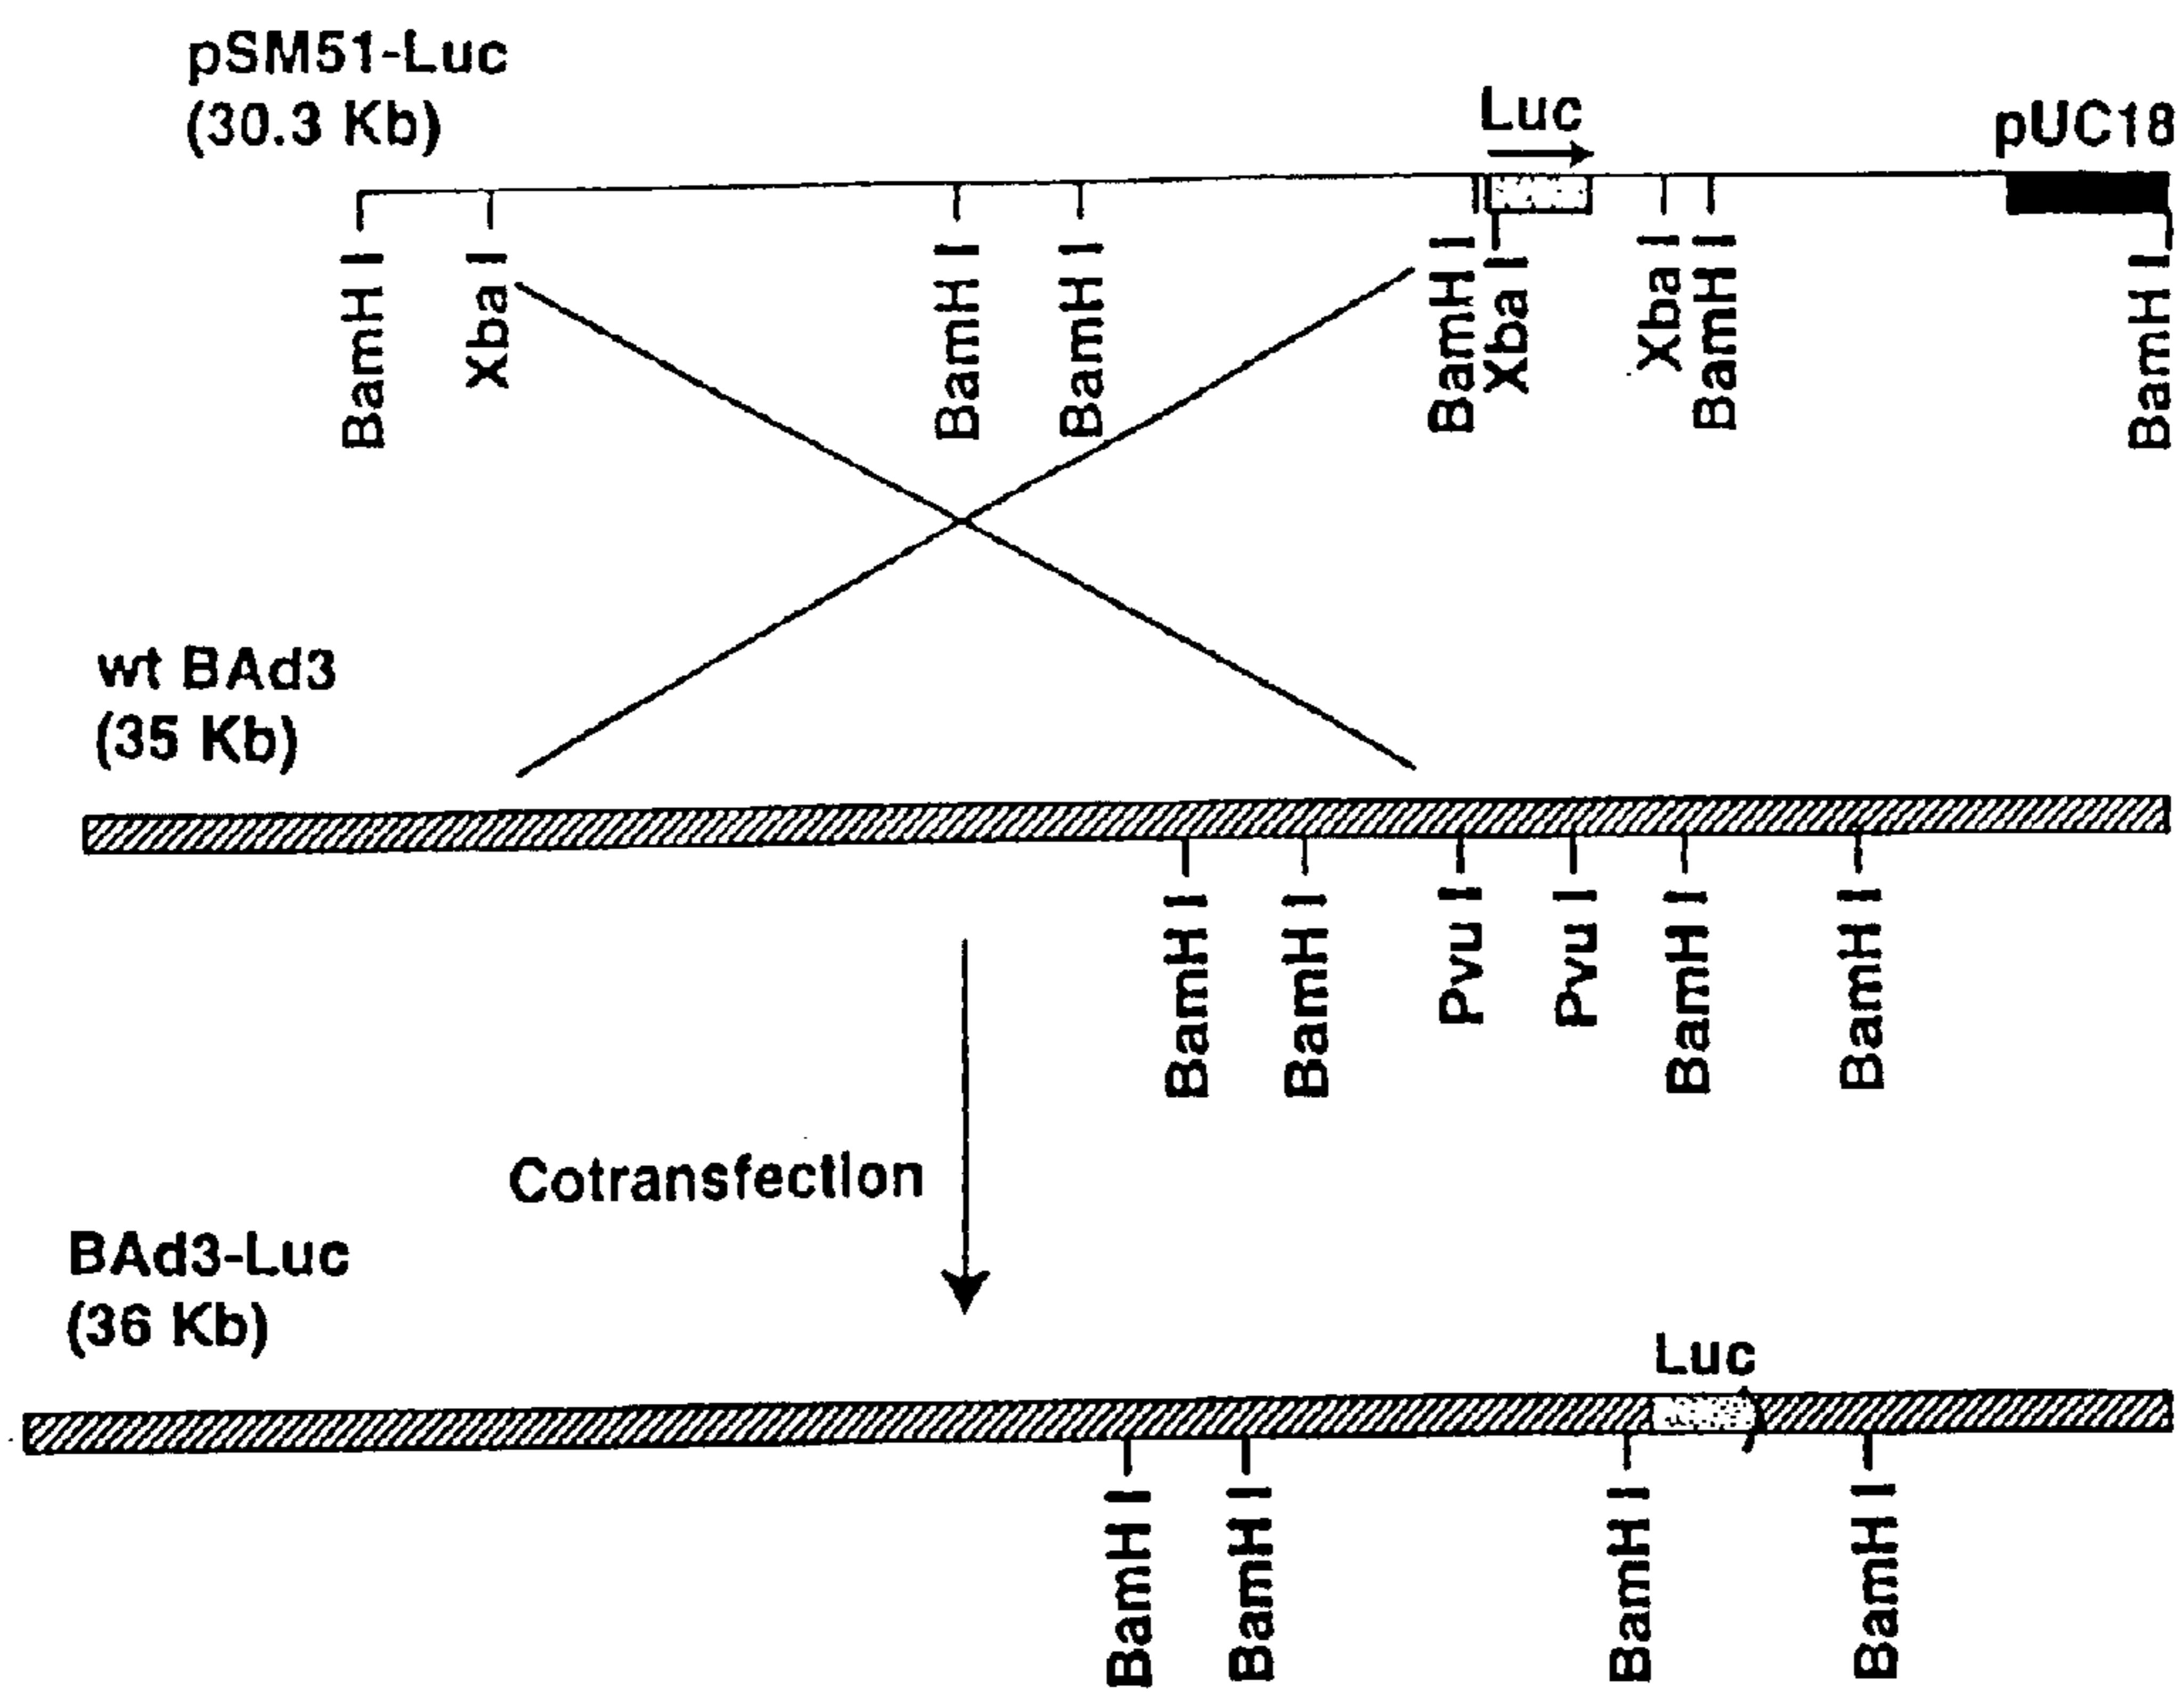 pSM51-Luc
(30.3 Kb)
Luc
pUC18
BamH I
Xba I
BamH I
BamH I
BamH I
Xba I
Xba I
BamH I
BamH I
wt BAd3
(35 Kb)
BamH I
BamH I
Pvu I
Pvu I
BamH I
BamH I
Cotransfection
BAd3-Luc
(36 Kb)
Luc
BamH I
BamH I
BamH I
BamH I